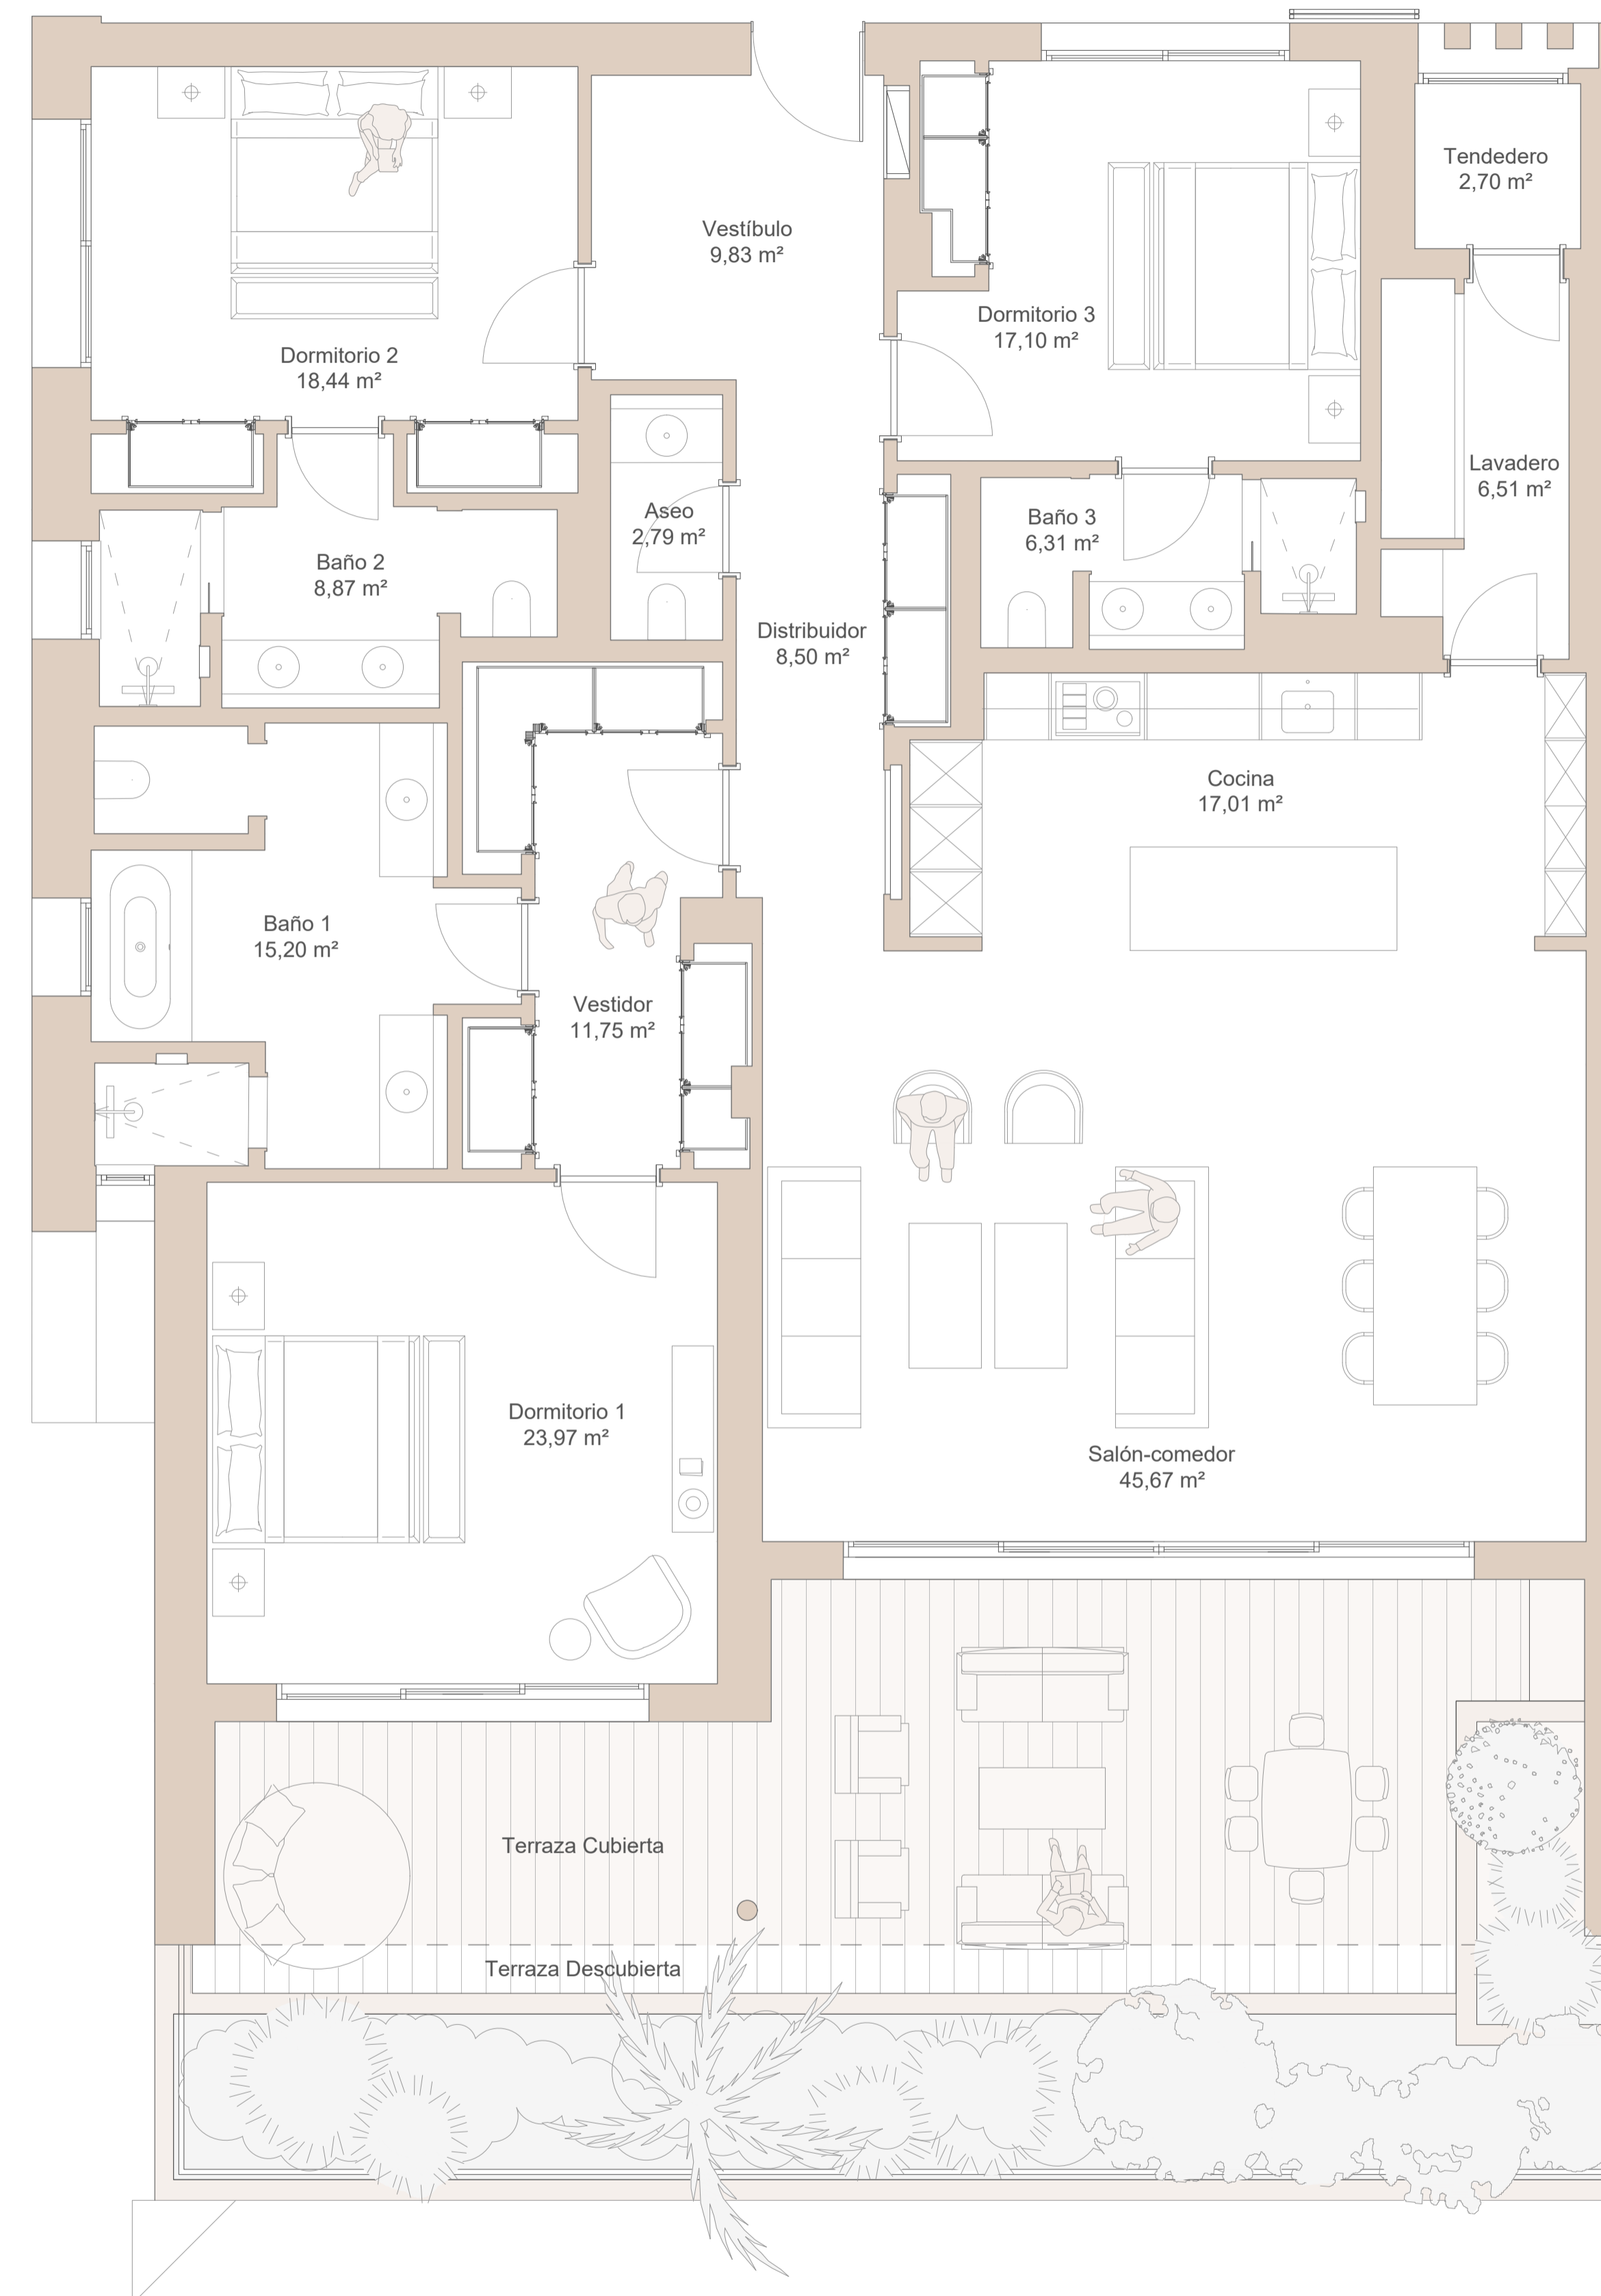 Tendedero
2,70 m²
Vestíbulo
9,83 m²
Dormitorio 3
17,10 m²
Dormitorio 2
18,44 m²
Lavadero
6,51 m²
Aseo
2,79 m²
Baño 3
6,31 m²
Baño 2
8,87 m²
Distribuidor
8,50 m²
Cocina
17,01 m²
Baño 1
15,20 m²
Vestidor
11,75 m²
Dormitorio 1
23,97 m²
Salón-comedor
45,67 m²
Terraza Cubierta
Terraza Descubierta